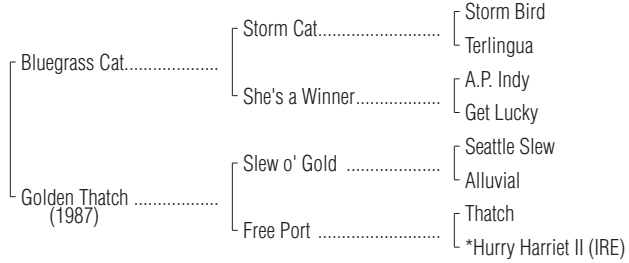 Storm Bird
Storm Cat........................
Terlingua
Bluegrass Cat......................
A.P. Indy
She's a Winner.....................
Get Lucky
Seattle Slew
Slew o' Gold .......................
Alluvial
Golden Thatch ....................
(1987)
Thatch
Free Port .............................
*Hurry Harriet II (IRE)